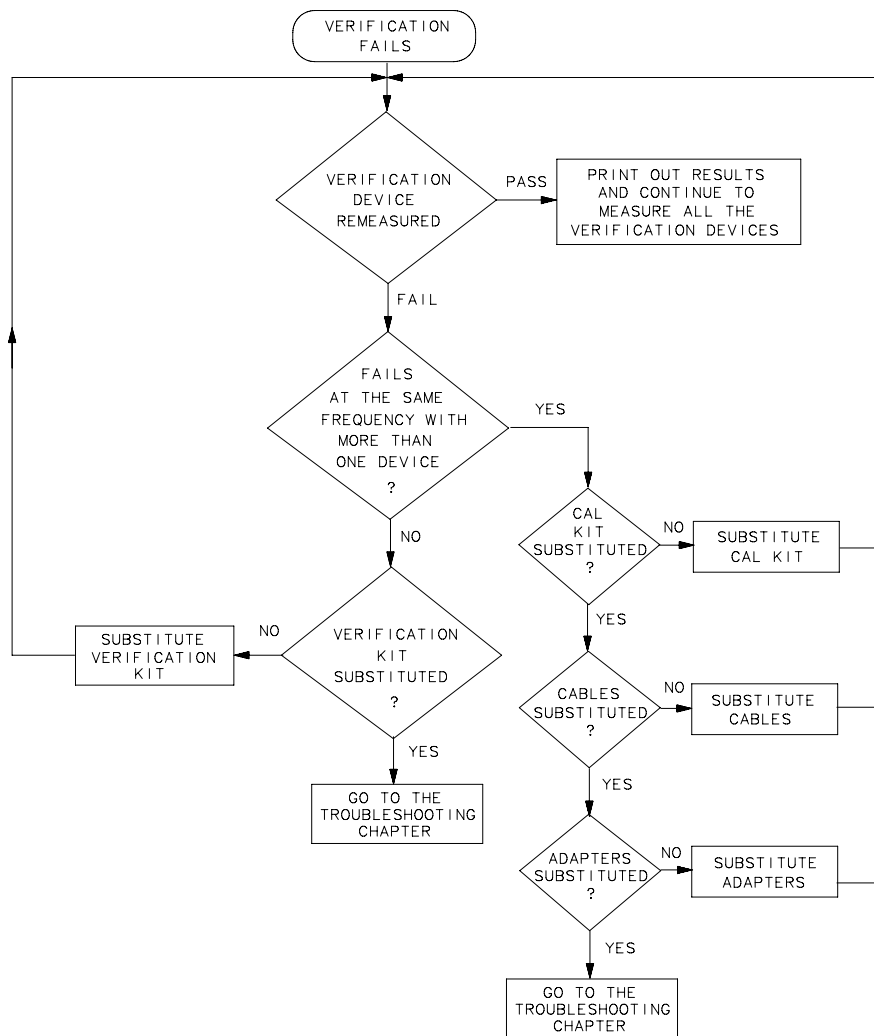 VERIFICATION
FAILS
VERIFICATION
DEVICE
REMEASURED
PASS
PRINT OUT RESULTS
AND CONTINUE TO
MEASURE ALL THE
VERIFICATION DEVICES
FAIL
FAILS
AT THE SAME
FREQUENCY WITH
MORE THAN
ONE DEVICE
?
YES
NO
CAL
KIT
SUBSTITUTED
?
NO
SUBSTITUTE
CAL KIT
YES
VERIFICATION
KIT
SUBSTITUTED
?
NO
SUBSTITUTE
VERIFICATION
KIT
YES
GO TO THE
TROUBLESHOOTING
CHAPTER
CABLES
SUBSTITUTED
?
NO
SUBSTITUTE
CABLES
YES
ADAPTERS
SUBSTITUTED
?
NO
SUBSTITUTE
ADAPTERS
YES
GO TO THE
TROUBLESHOOTING
CHAPTER